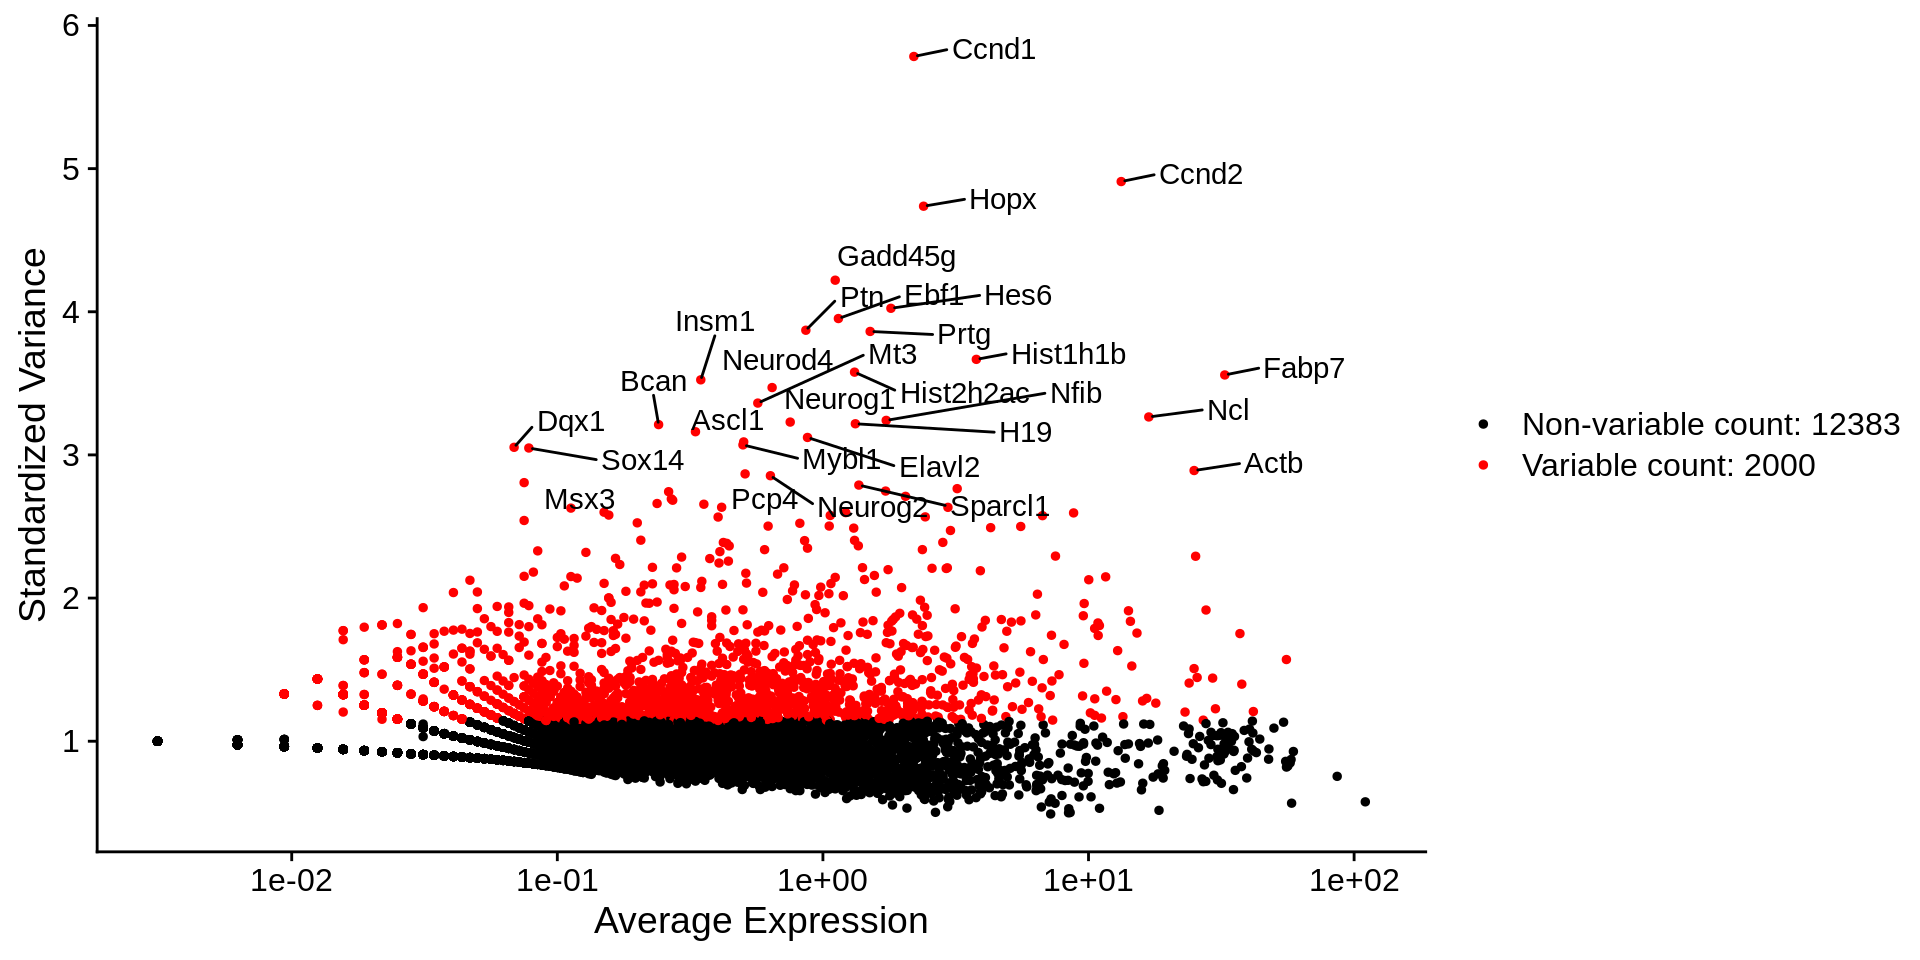 6
Ccnd1
5
Ccnd2
Hopx
Gadd45g
Ptn
Ebf1
Hes6
4
Insm1
Prtg
Neurod4
Mt3
Hist1h1b
Fabp7
Bcan
Neurog1
Hist2h2ac
Nfib
Ncl
Dqx1
Ascl1
H19
3
Sox14
Mybl1
Elavl2
Actb
Msx3
Pcp4
Neurog2
Sparcl1
2
1
Standardized Variance
1e-02
1e-01
1e+00
1e+01
1e+02
Average Expression
Non-variable count: 12383
Variable count: 2000